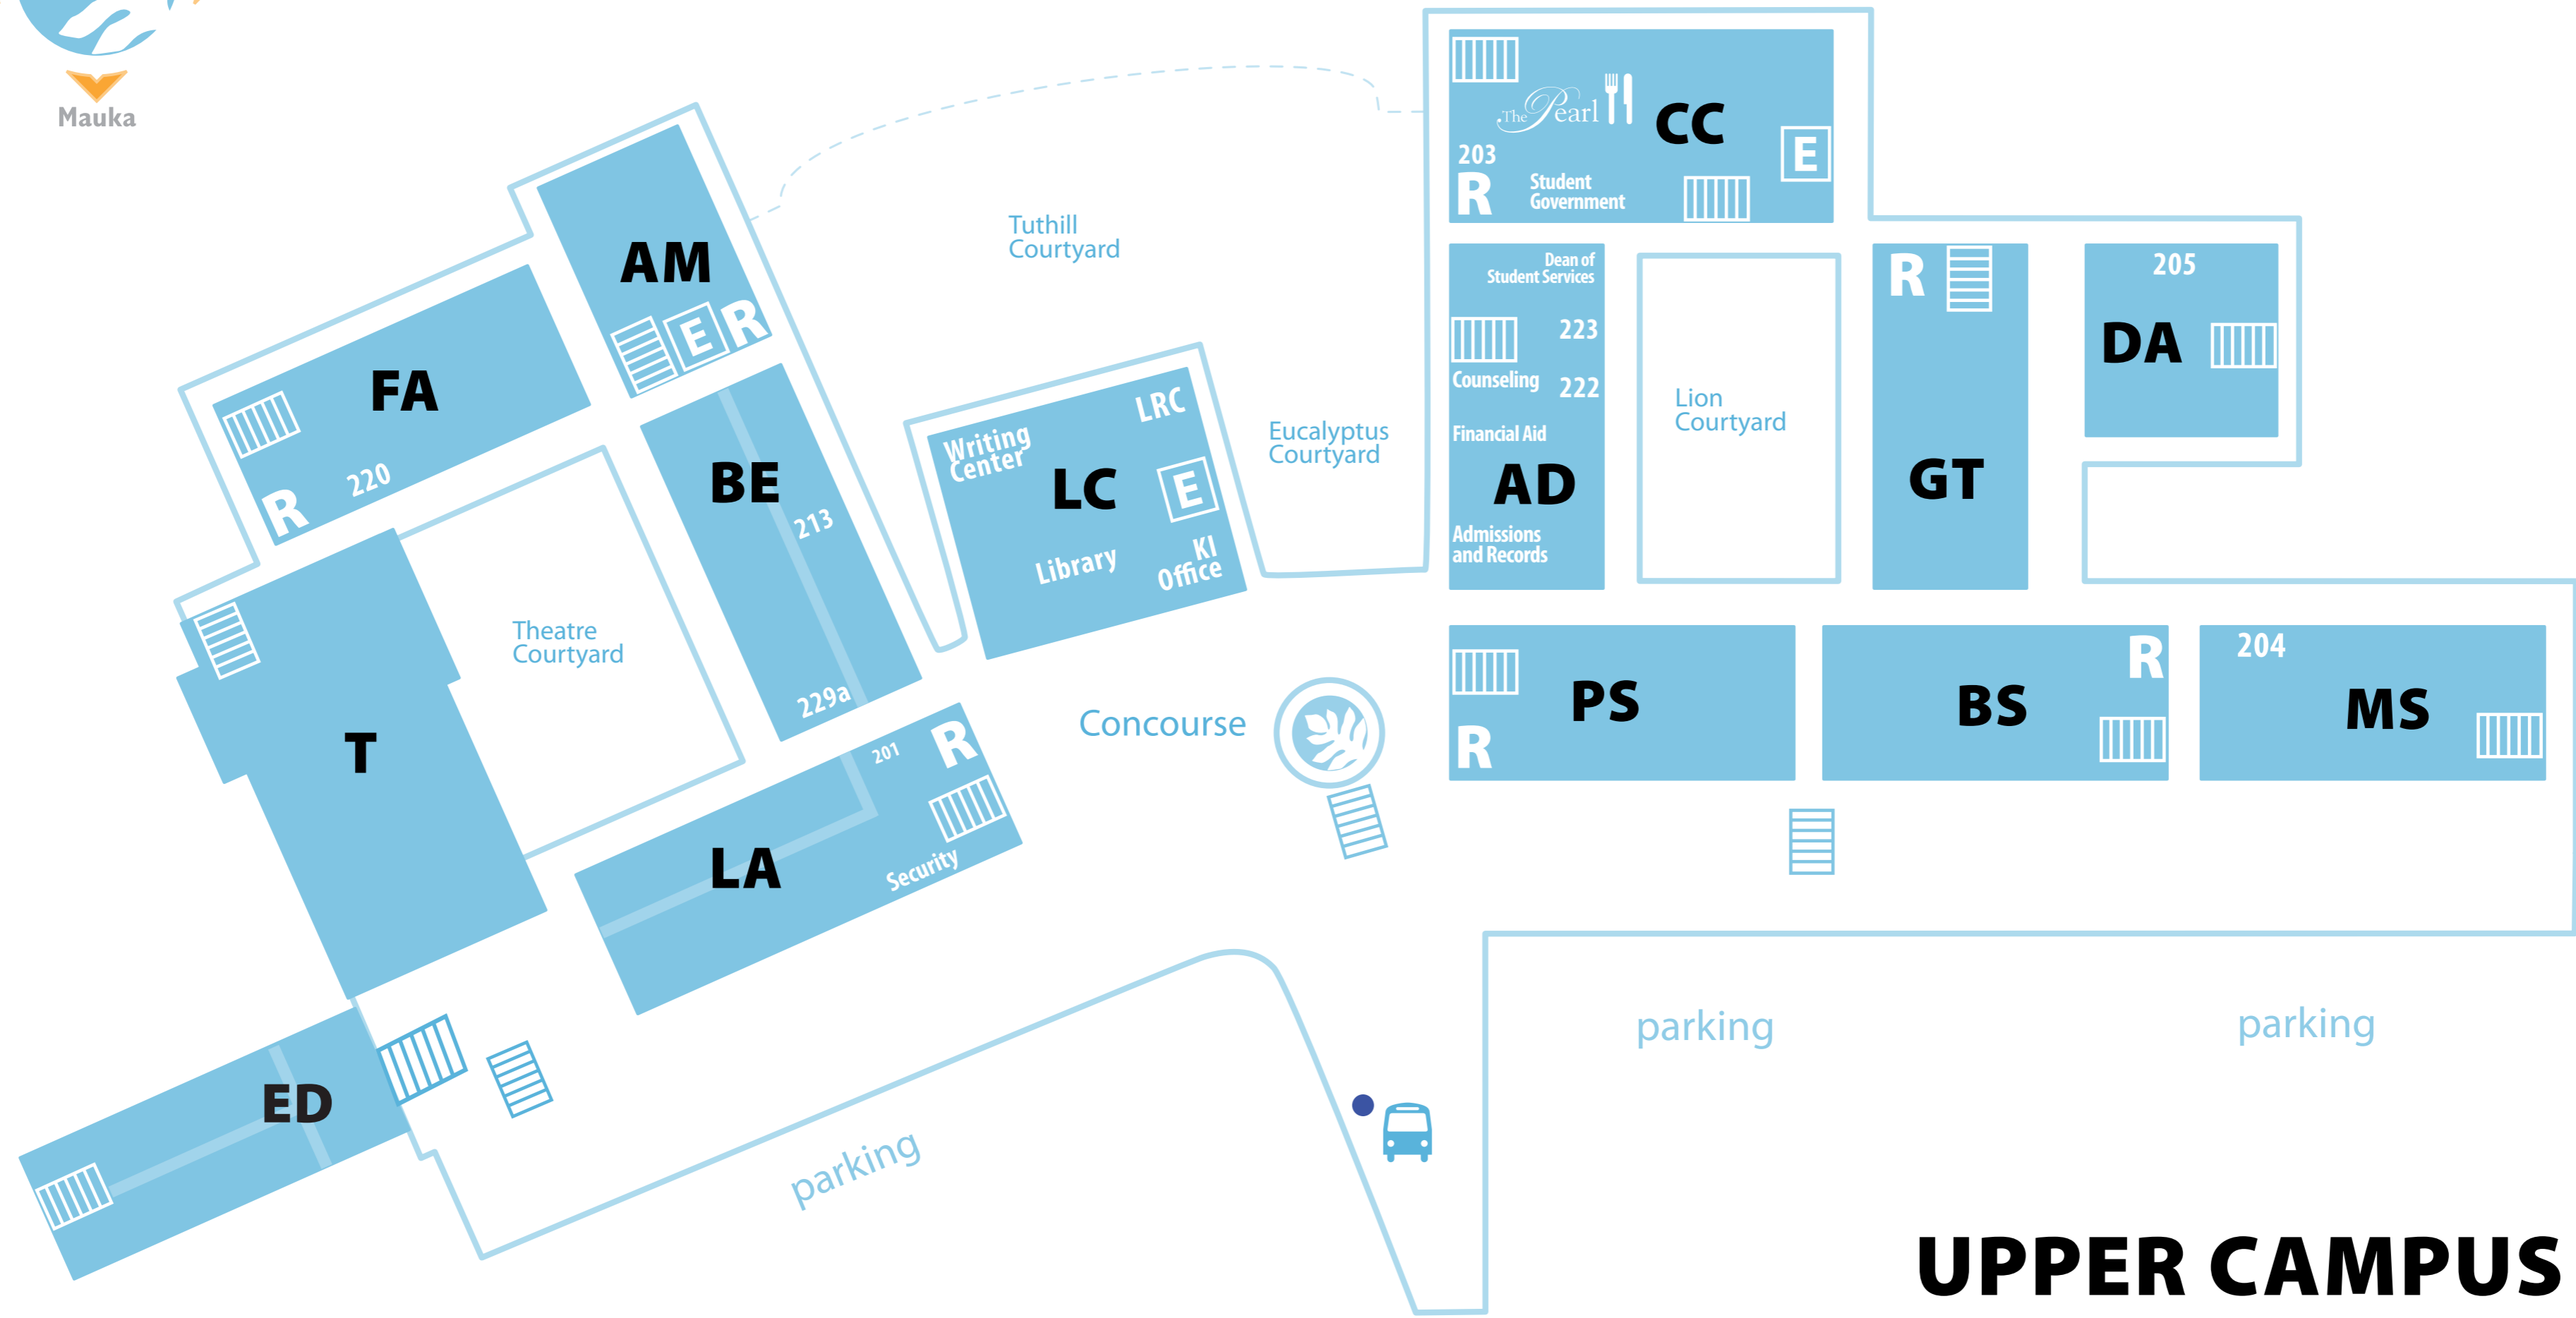 Mauka
The Pearl
CC
E
203
R
Student
Government
AM
E
R
Tuthill
Courtyard
Dean of
Student Services
223
Counseling
222
Financial Aid
AD
Admissions
and Records
Lion
Courtyard
R
GT
205
DA
FA
220
R
BE
213
229a
LRC
Writing
Center
LC
E
Library
KI
Office
Eucalyptus
Courtyard
Theatre
Courtyard
T
Concourse
PS
R
BS
R
204
MS
201
R
LA
Security
ED
parking
parking
parking
UPPER CAMPUS